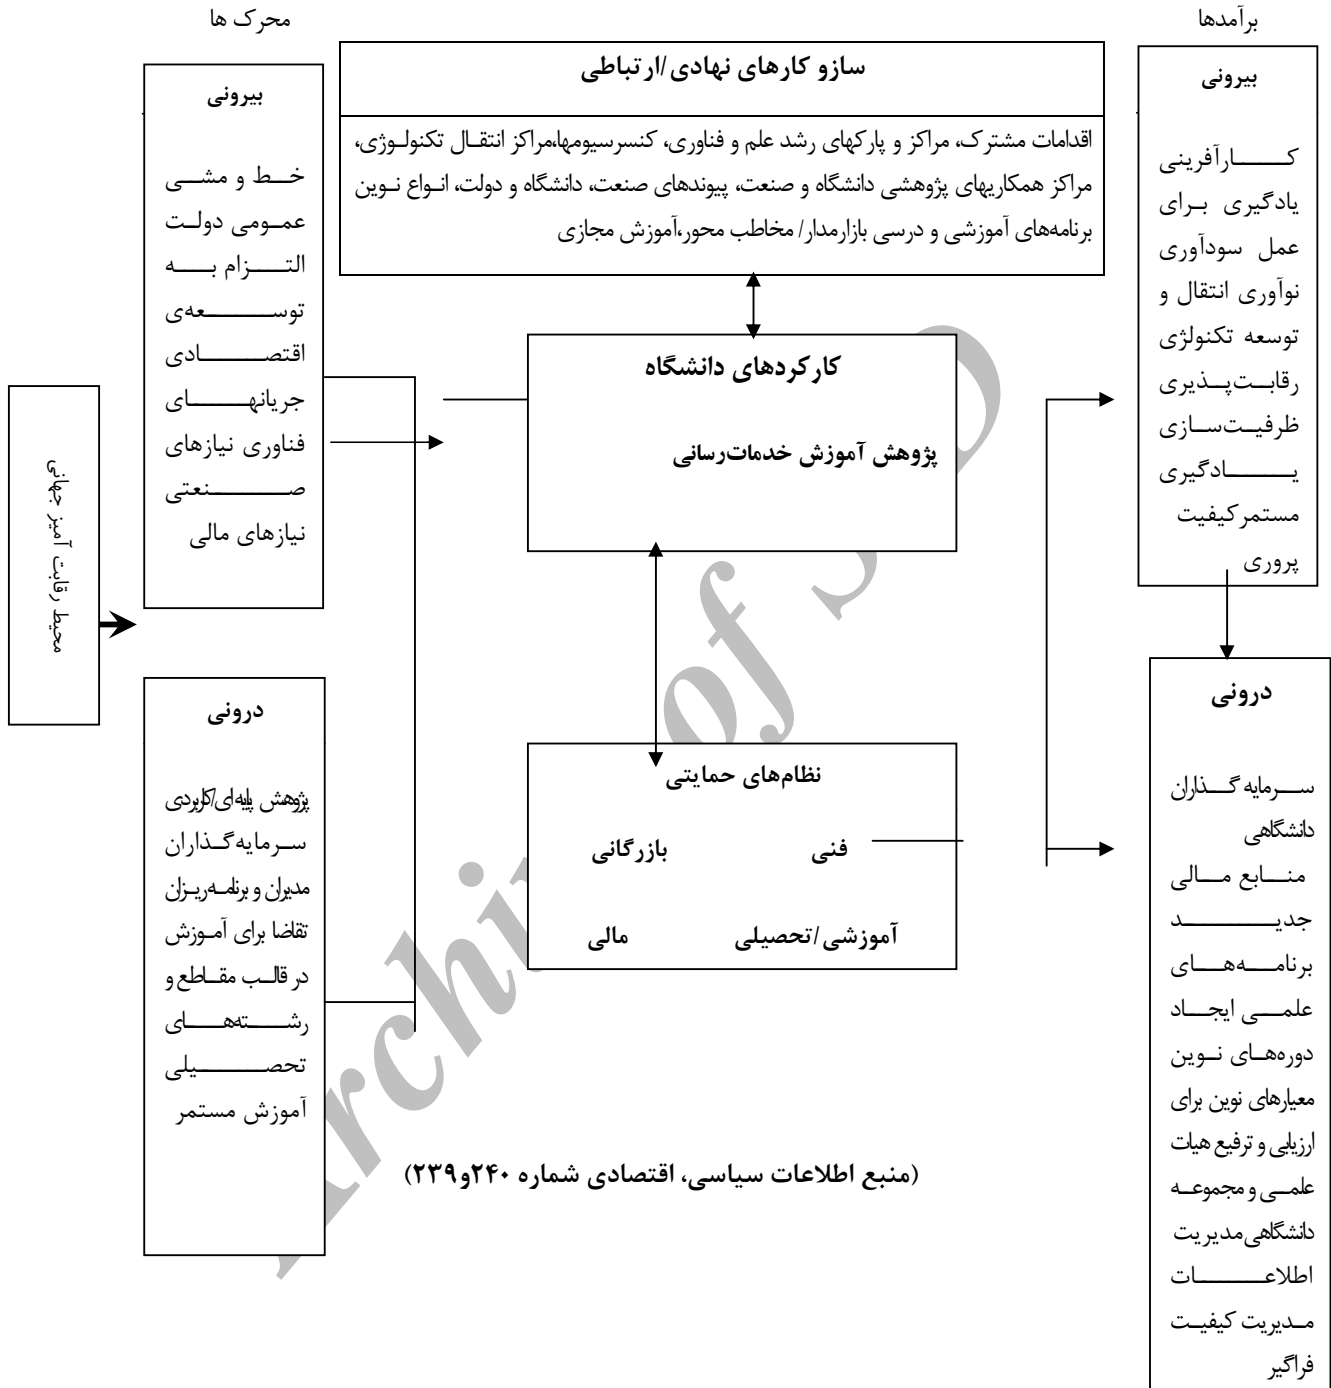 محرک ها
برآمدها
سازو کارهای نهادی/ارتباطی
اقدامات مشترک، مراکز و پارکهای رشد علم و فناوری، کنسرسیومها،مراکز انتقال تکنولوژی،
مراکز همکاریهای پژوهشی دانشگاه و صنعت، پیوندهای صنعت، دانشگاه و دولت، انواع نوین
برنامه‌های آموزشی و درسی بازارمدار/ مخاطب محور،آموزش مجازی
بیرونی
خط و مشی
عمومی دولت
التزام به
توسعه‌ی
اقتصادی
جریانهای
فناوری نیازهای
صنعتی
نیازهای مالی
بیرونی
کارآفرینی
یادگیری برای
عمل سودآوری
نوآوری انتقال و
توسعه تکنولژی
رقابت‌پذیری
ظرفیت‌سازی
یادگیری
مستمر کیفیت
پروری
کارکردهای دانشگاه
پژوهش آموزش خدمات‌رسانی
محیط رقابت آمیز جهانی
درونی
پژوهش پایه‌ای/کاربردی
سرمایه‌گذاران
مدیران و برنامه‌ریزان
تقاضا برای آموزش
در قالب مقاطع و
رشته‌های
تحصیلی
آموزش مستمر
نظام‌های حمایتی
فنی بازرگانی
آموزشی/تحصیلی مالی
درونی
سرمایه گذاران
دانشگاهی
منابع مالی
جدید
برنامه‌های
علمی ایجاد
دوره‌های نوین
معیارهای نوین برای
ارزیابی و ترفیع هیات
علمی و مجموعه
دانشگاهی مدیریت
اطلاعات
مدیریت کیفیت
فراگیر
(منبع اطلاعات سیاسی، اقتصادی شماره ۲۴۰و۲۳۹)
Archive of SID